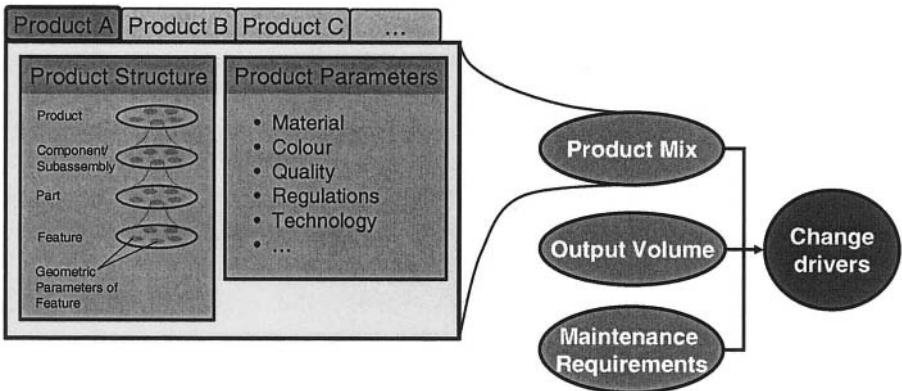 Product A
Product B
Product C
...
Product Structure
Product
Component/
Subassembly
Part
Feature
Geometric
Parameters of
Feature
Product Parameters
• Material
• Colour
• Quality
• Regulations
• Technology
• ...
Product Mix
Output Volume
Maintenance
Requirements
Change
drivers